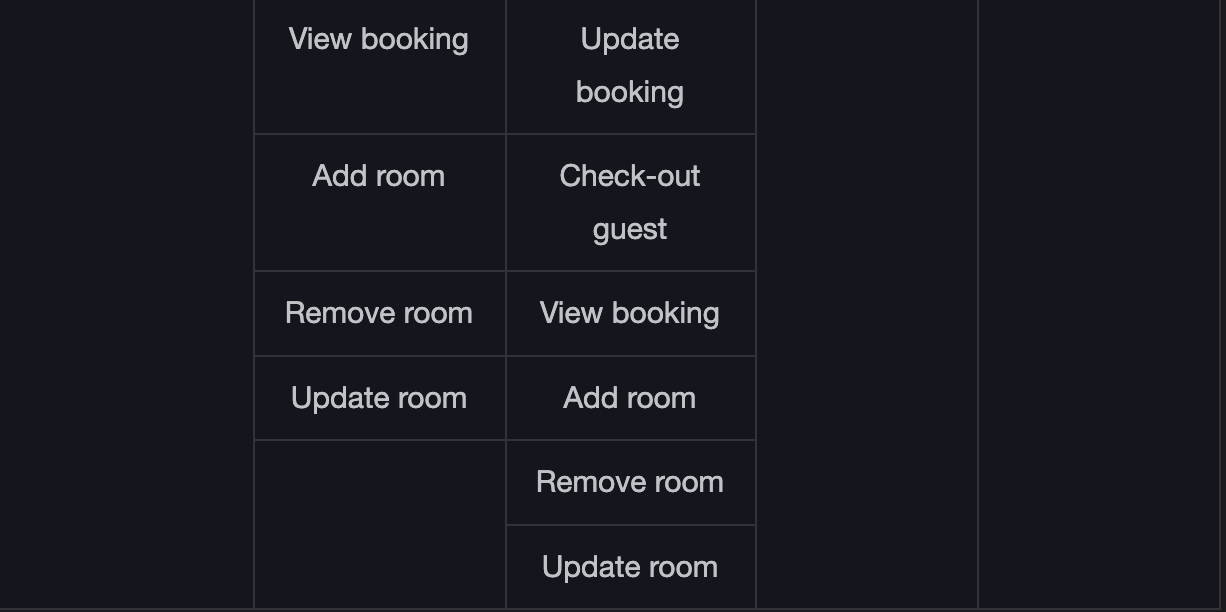 View booking
Update
booking
Add room
Check-out
guest
Remove room
View booking
Update room
Add room
Remove room
Update room